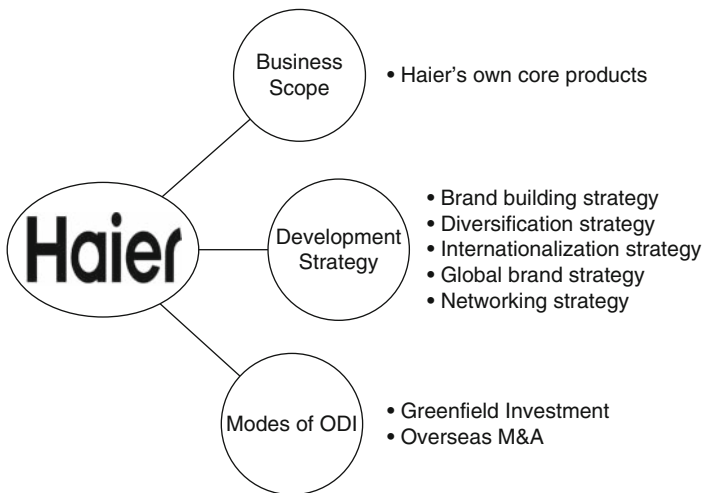 Business
Scope
• Haier's own core products
Haier
Development
Strategy
• Brand building strategy
• Diversification strategy
• Internationalization strategy
• Global brand strategy
• Networking strategy
Modes of ODI
• Greenfield Investment
• Overseas M&A